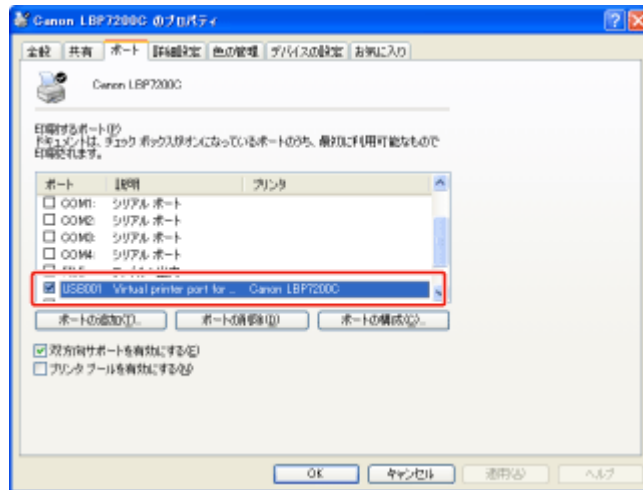 Canon LBP7200C のプロパティ
全般 共有 ポート 詳細設定 色の管理 デバイスの設定 お気に入り
Canon LBP7200C
印刷するポート(P)
ドキュメントは、チェック ボックスがオンになっているポートのうち、最初に利用可能なもので
印刷されます。
ポート 説明 プリンタ
COM1: シリアル ポート
COM2: シリアル ポート
COM3: シリアル ポート
COM4: シリアル ポート
USB001 Virtual printer port for ... Canon LBP7200C
ポートの追加(T)... ポートの削除(D) ポートの構成(C)...
双方向サポートを有効にする(E)
プリンタ プールを有効にする(N)
OK キャンセル 適用(A) ヘルプ